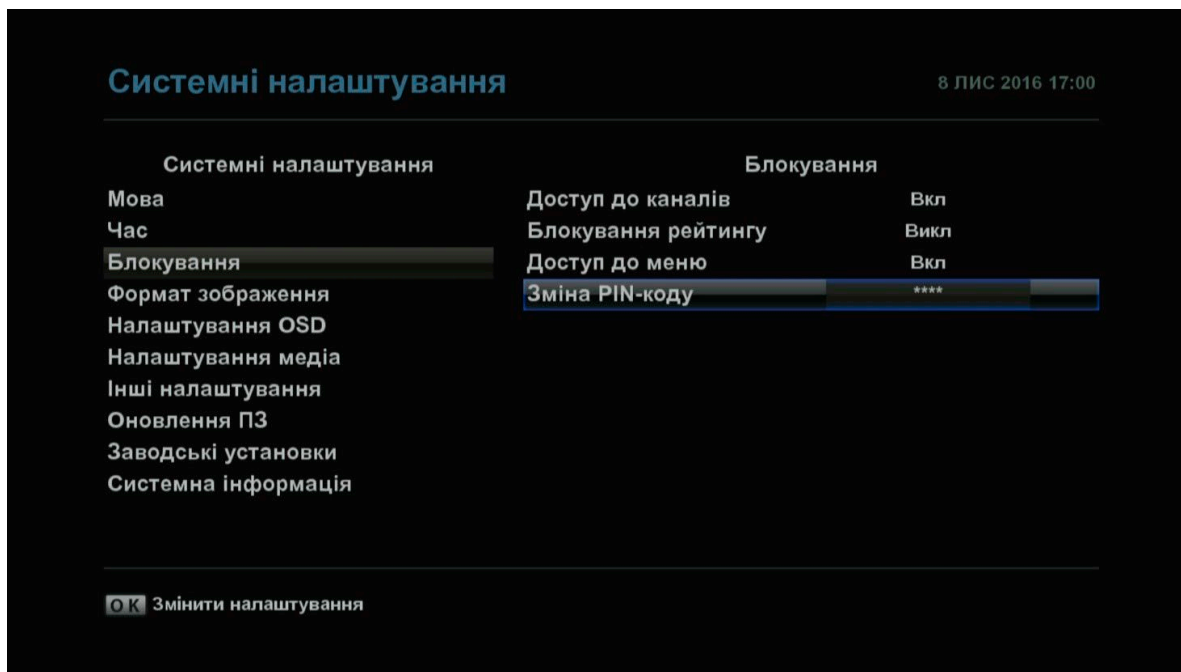 Системні налаштування
8 ЛИС 2016 17:00
Системні налаштування
Мова
Час
Блокування
Формат зображення
Налаштування OSD
Налаштування медіа
Інші налаштування
Оновлення ПЗ
Заводські установки
Системна інформація
Блокування
Доступ до каналів Вкл
Блокування рейтингу Викл
Доступ до меню Вкл
Зміна PIN-коду ****
OK Змінити налаштування